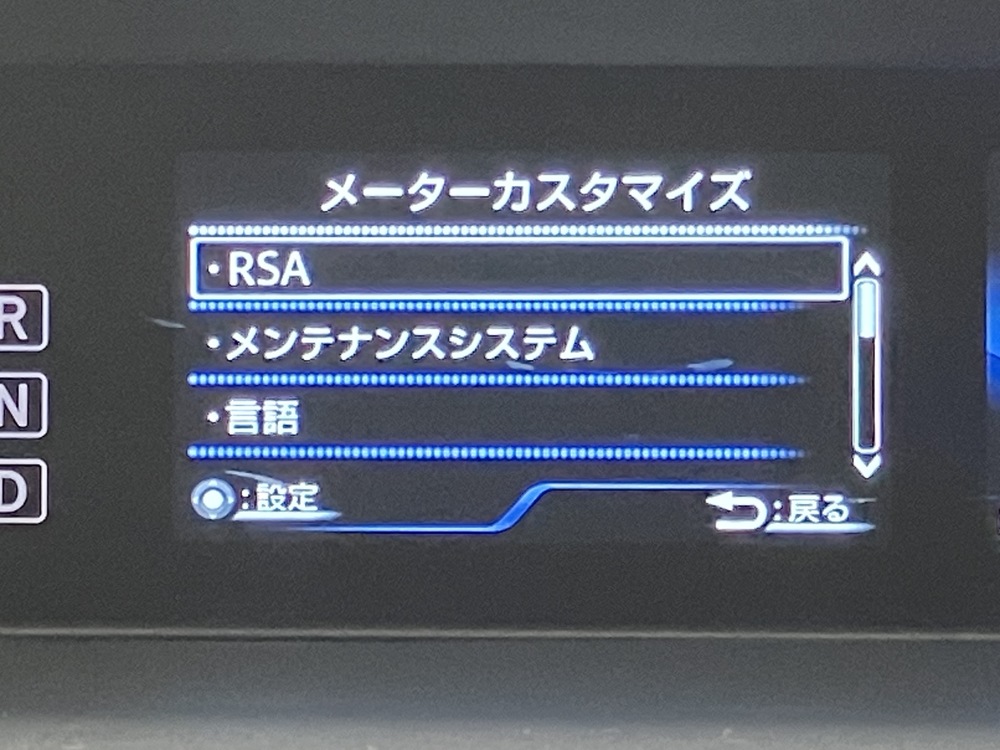 メーターカスタマイズ
・RSA
・メンテナンスシステム
・言語
:設定
:戻る
R
N
D